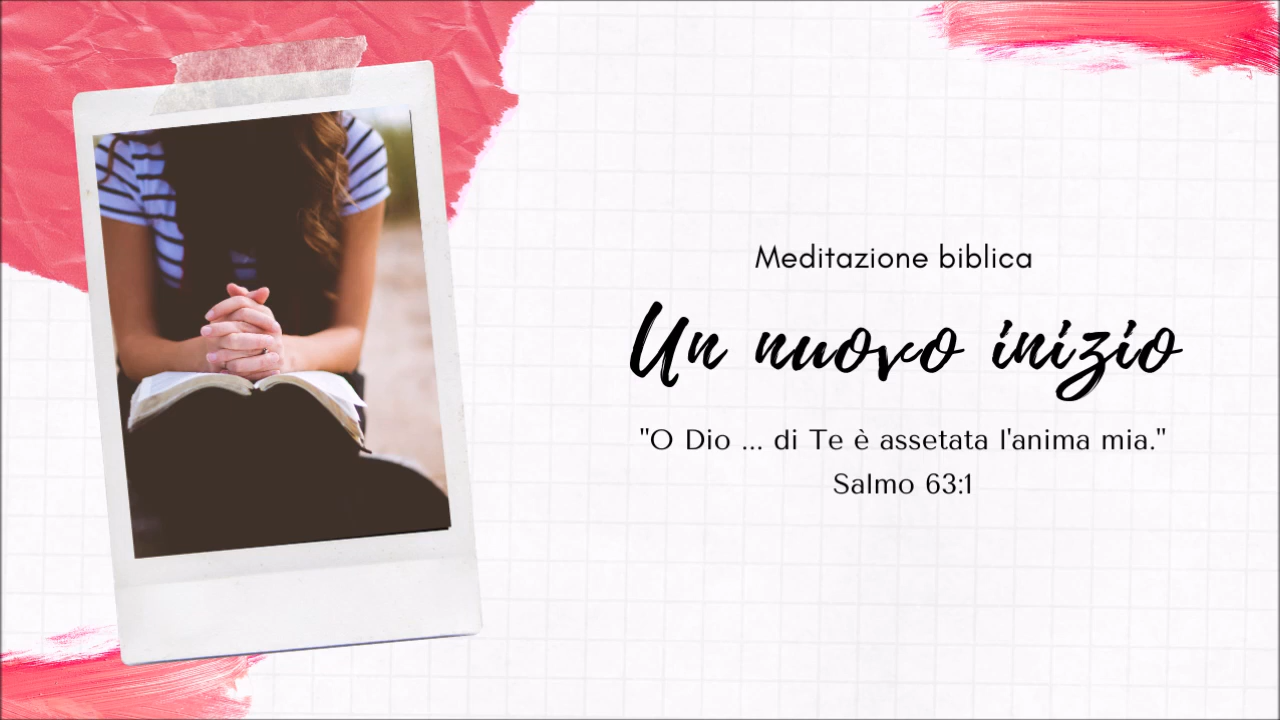 Meditazione biblica
Un nuovo inizio
"O Dio ... di Te è assetata l'anima mia."
Salmo 63:1